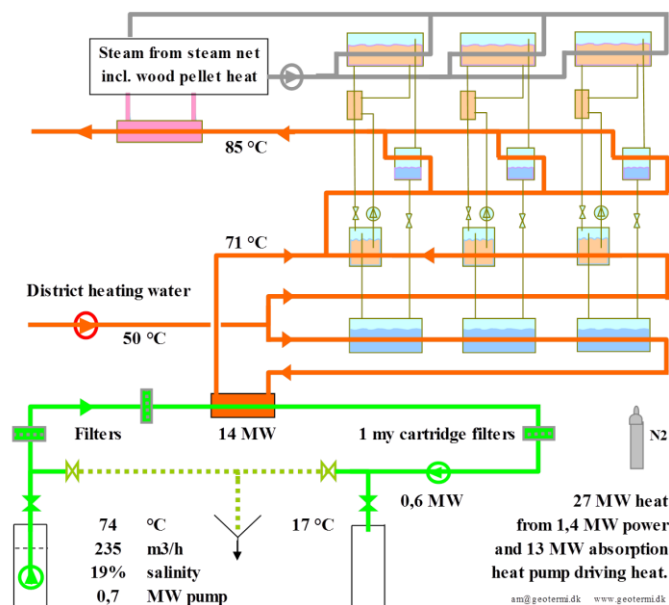 Steam from steam net
incl. wood pellet heat
85 °C
71 °C
District heating water
50 °C
Filters
14 MW
1 my cartridge filters
N2
0,6 MW
74 °C
17 °C
235 m3/h
19% salinity
0,7 MW pump
27 MW heat
from 1,4 MW power
and 13 MW absorption
heat pump driving heat.
am@geotermi.dk www.geotermi.dk